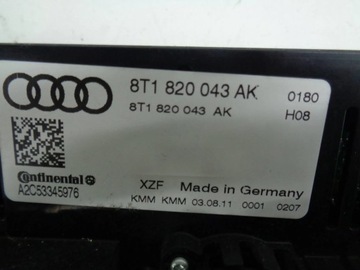 8T1 820 043 AK 0180
8T1 820 043 AK H08
Continental
A2C53345976
XZF Made in Germany
KMM KMM 03.08.11 0001 0207